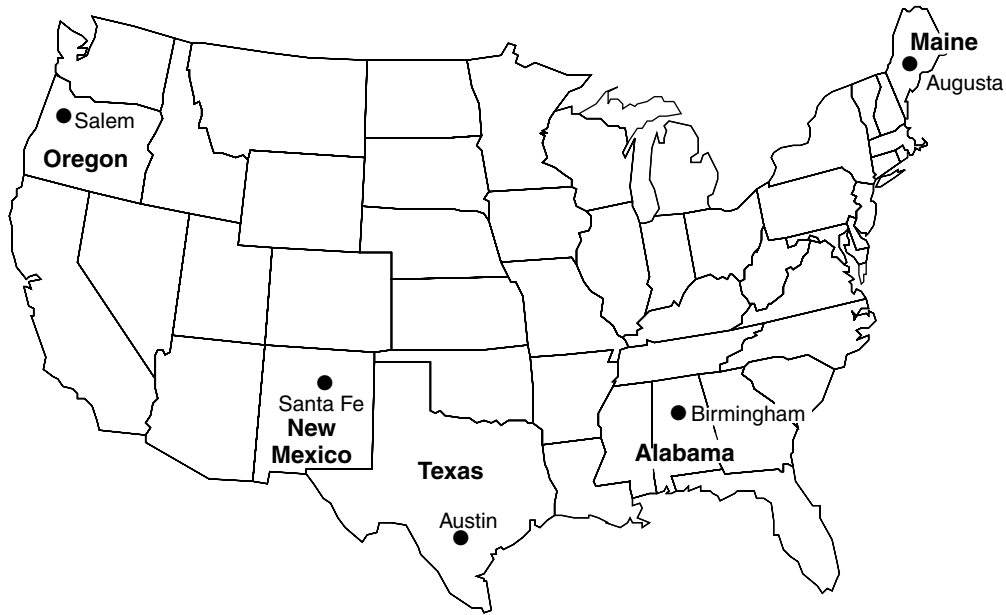 Maine
Augusta
Salem
Oregon
Santa Fe
New
Mexico
Birmingham
Alabama
Texas
Austin